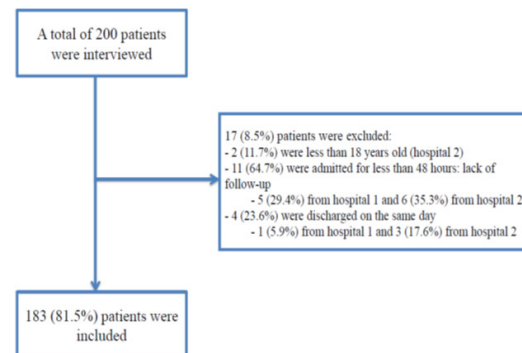 A total of 200 patients
were interviewed
17 (8.5%) patients were excluded:
- 2 (11.7%) were less than 18 years old (hospital 2)
- 11 (64.7%) were admitted for less than 48 hours: lack of
follow-up
- 5 (29.4%) from hospital 1 and 6 (35.3%) from hospital 2
- 4 (23.6%) were discharged on the same day
- 1 (5.9%) from hospital 1 and 3 (17.6%) from hospital 2
183 (81.5%) patients were
included